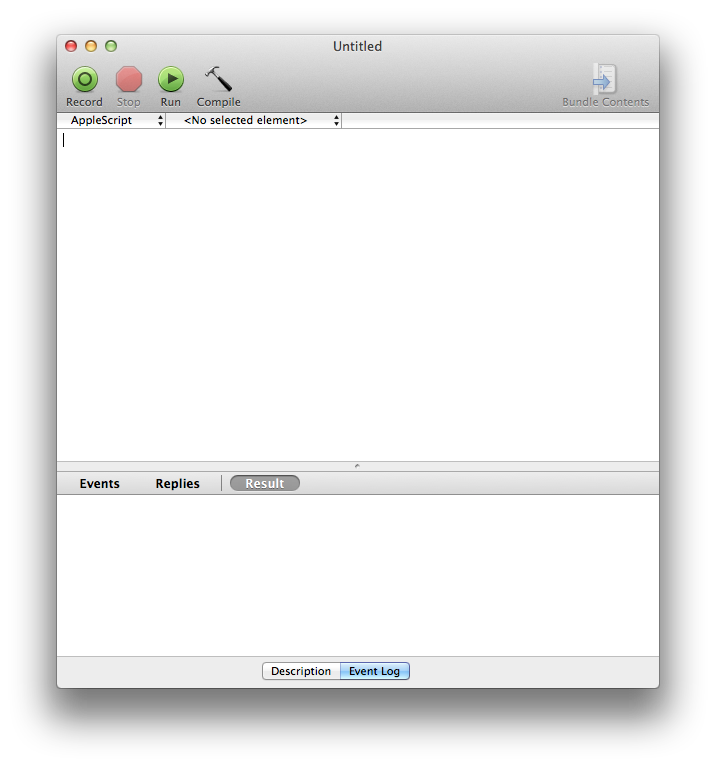 Untitled
Record Stop Run Compile Bundle Contents
AppleScript <No selected element>
Events Replies Result
Description Event Log